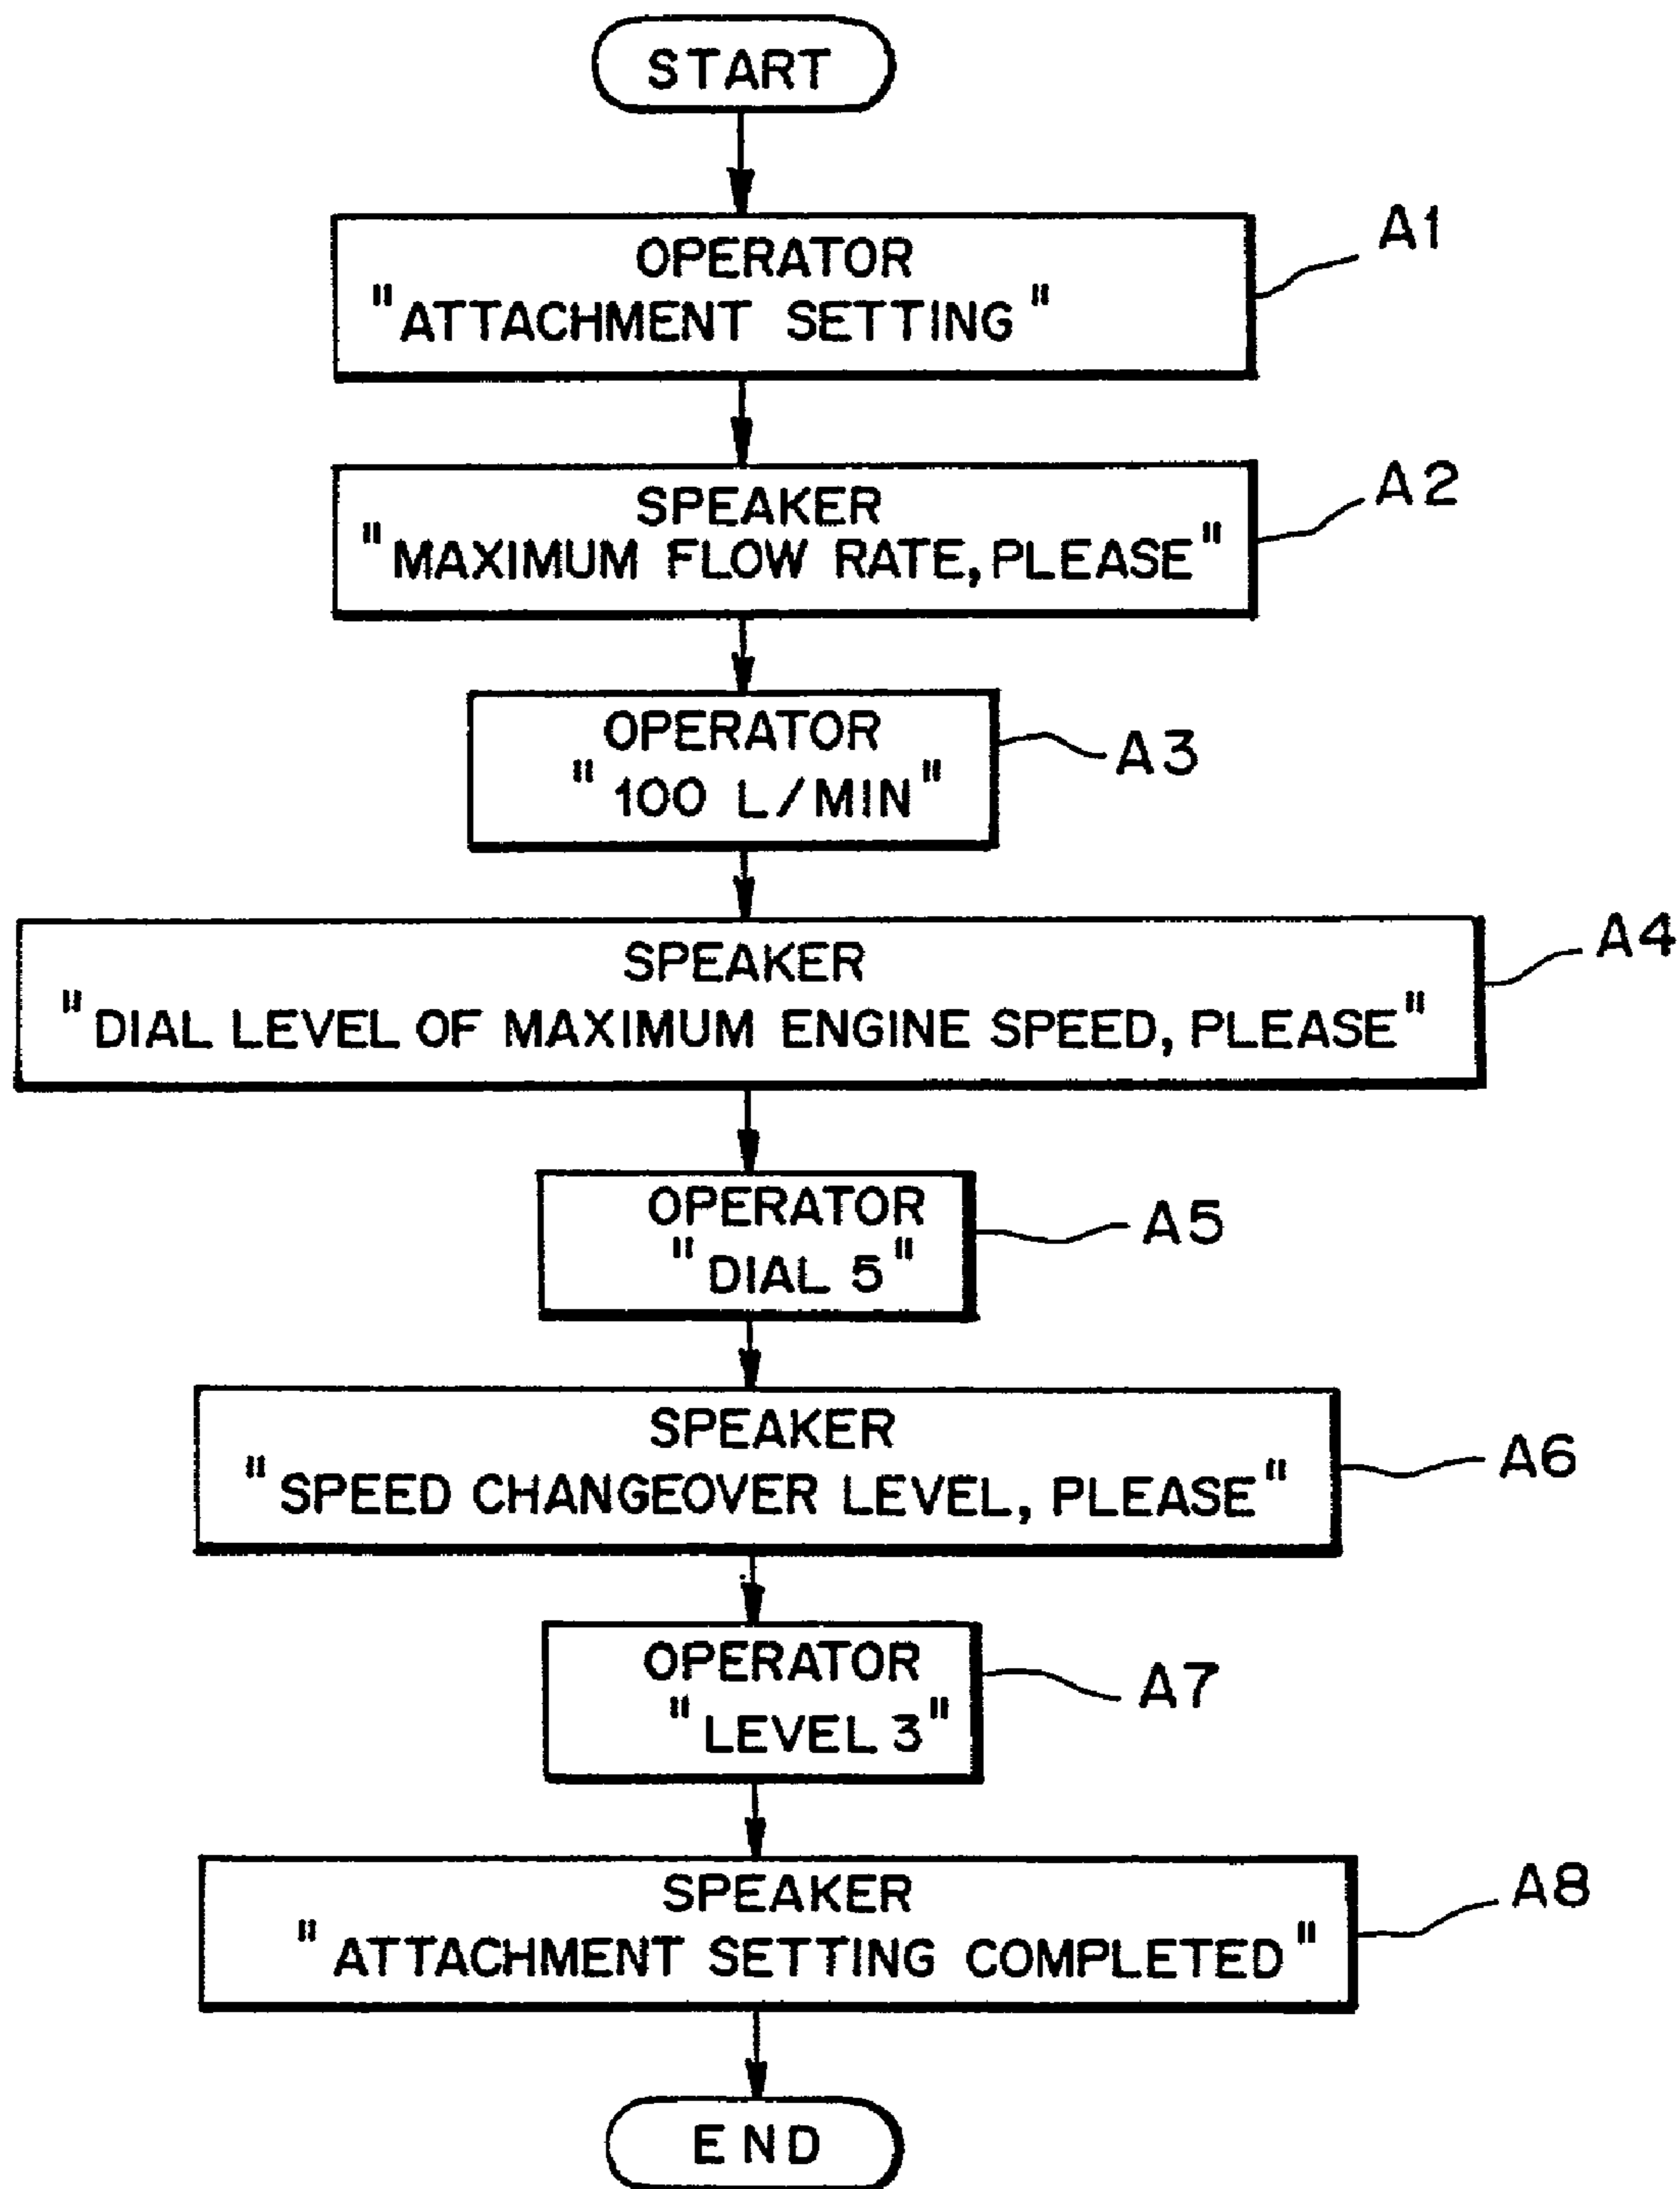 START
OPERATOR
"ATTACHMENT SETTING"
A1
SPEAKER
"MAXIMUM FLOW RATE, PLEASE"
A2
OPERATOR
"100 L/MIN"
A3
SPEAKER
"DIAL LEVEL OF MAXIMUM ENGINE SPEED, PLEASE"
A4
OPERATOR
"DIAL 5"
A5
SPEAKER
"SPEED CHANGEOVER LEVEL, PLEASE"
A6
OPERATOR
"LEVEL 3"
A7
SPEAKER
"ATTACHMENT SETTING COMPLETED"
A8
END